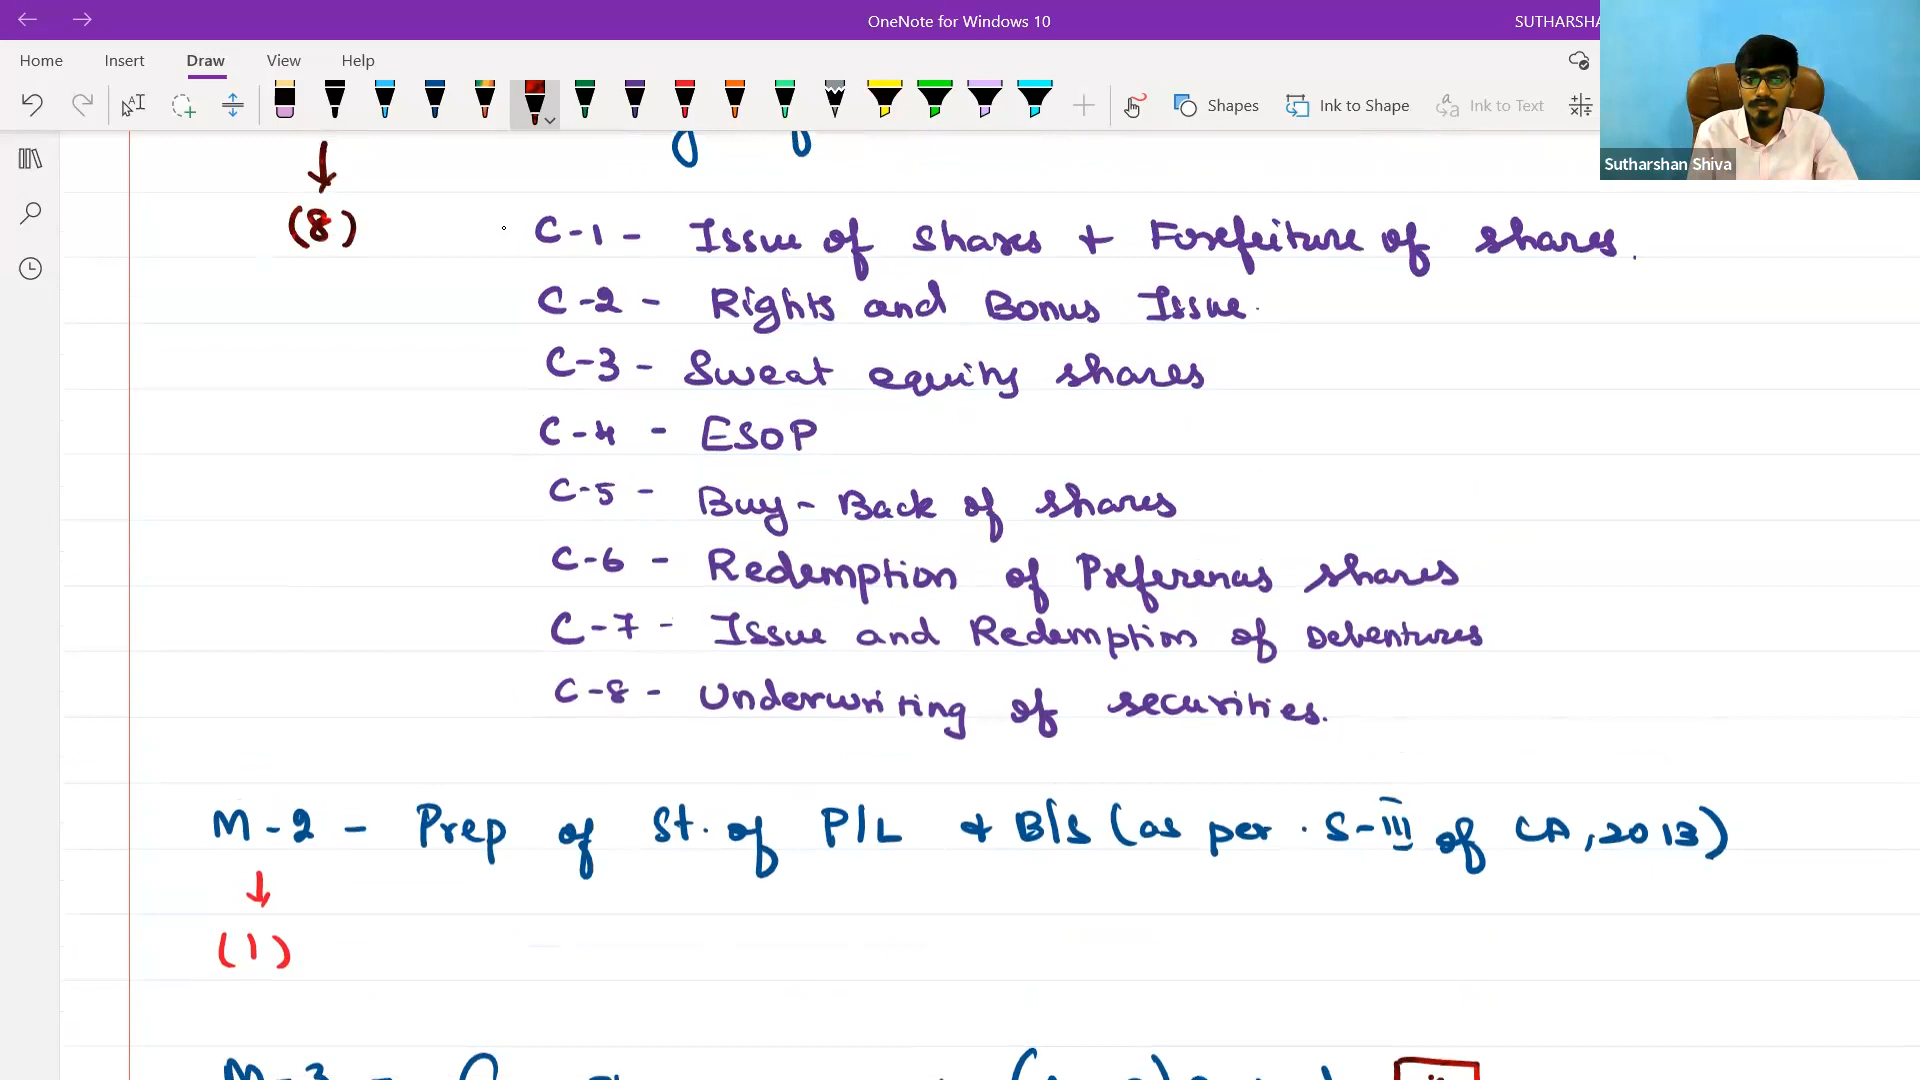 OneNote for Windows 10
SUTHARSHA
Home Insert Draw View Help
Shapes Ink to Shape Ink to Text
Sutharshan Shiva
(8)
C-1 - Issue of shares + Forefeiture of shares.
C-2 - Rights and Bonus Issue.
C-3 - Sweat equity shares
C-4 - ESOP
C-5 - Buy-Back of shares
C-6 - Redemption of Preferenas shares
C-7 - Issue and Redemption of Debentures
C-8 - Underwriting of securities.
M-2 - Prep of St. of P/L & B/S (as per S-III of CA, 2013)
(1)
M-3 -